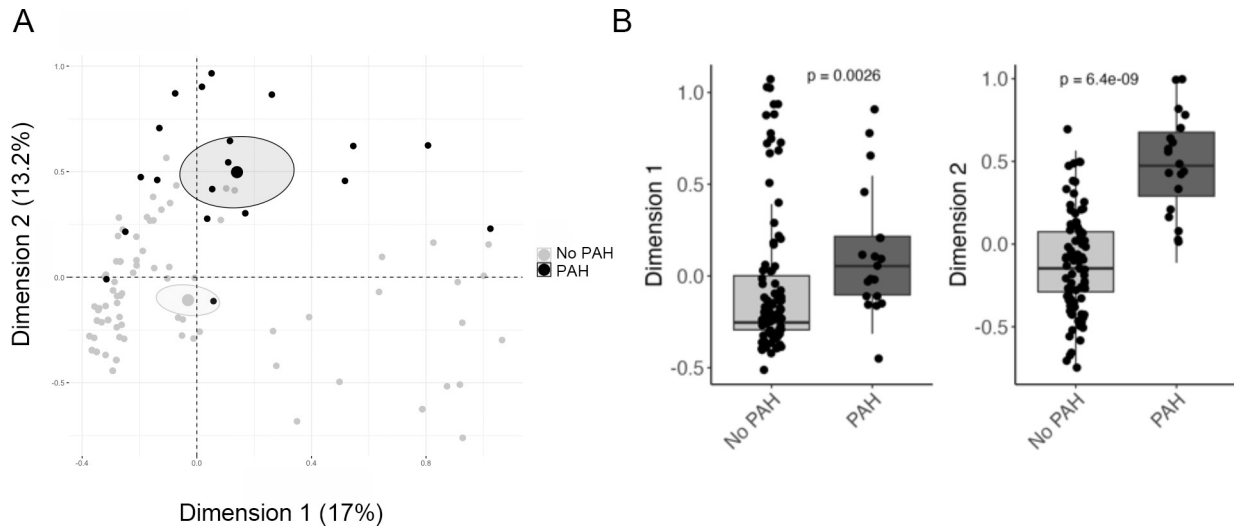 A
Dimension 2 (13.2%)
1.0
0.5
0.0
-0.5
-0.4
0.0
0.4
0.8
Dimension 1 (17%)
No PAH
PAH
B
p = 0.0026
Dimension 1
1.0
0.5
0.0
-0.5
No PAH
PAH
p = 6.4e-09
Dimension 2
1.0
0.5
0.0
-0.5
No PAH
PAH